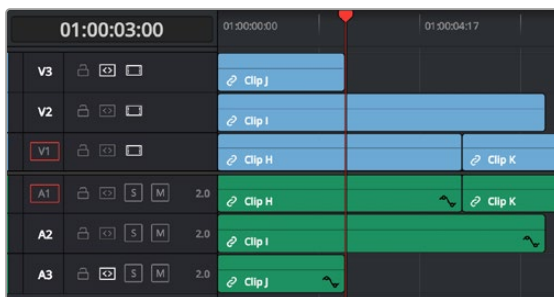 01:00:03:00 01:00:00:00 01:00:04:17
V3 Clip J
V2 Clip I
V1 Clip H Clip K
A1 S M 2.0 Clip H Clip K
A2 S M 2.0 Clip I
A3 S M 2.0 Clip J